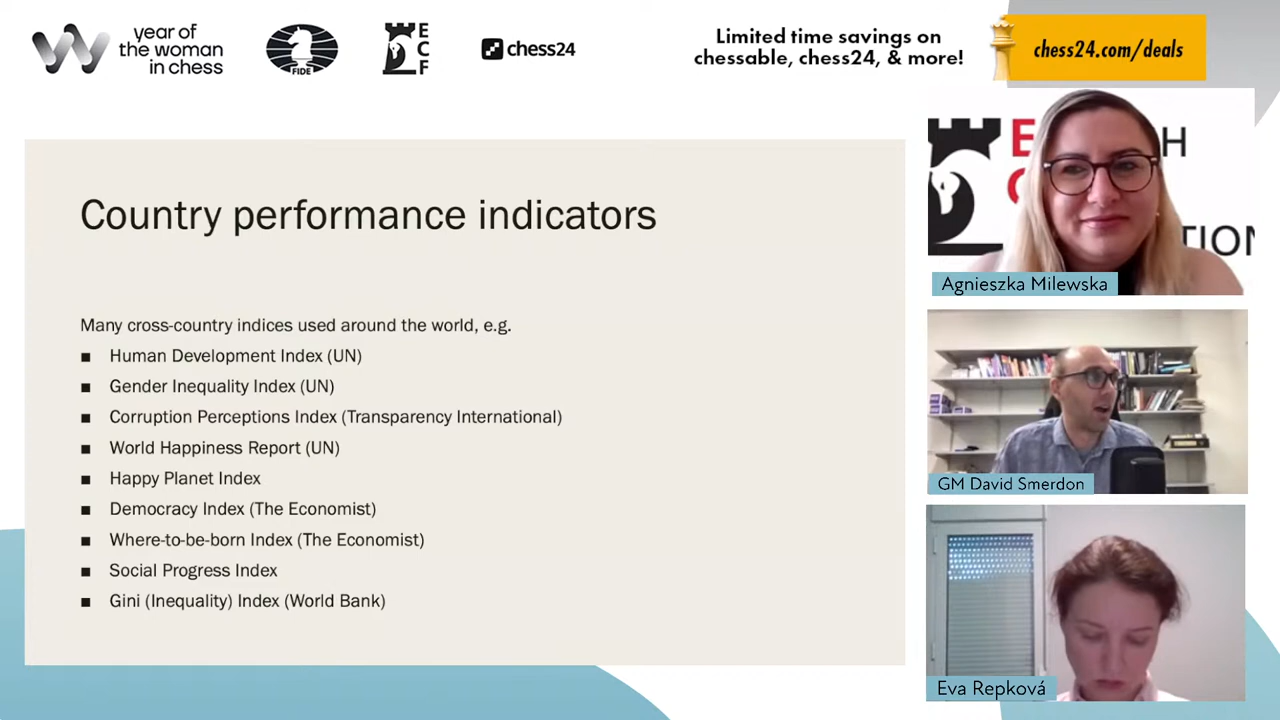 year of
the woman
in chess
FIDE
E
C
F
chess24
Limited time savings on
chessable, chess24, & more!
chess24.com/deals
Country performance indicators
Many cross-country indices used around the world, e.g.
■ Human Development Index (UN)
■ Gender Inequality Index (UN)
■ Corruption Perceptions Index (Transparency International)
■ World Happiness Report (UN)
■ Happy Planet Index
■ Democracy Index (The Economist)
■ Where-to-be-born Index (The Economist)
■ Social Progress Index
■ Gini (Inequality) Index (World Bank)
Agnieszka Milewska
GM David Smerdon
Eva Repková